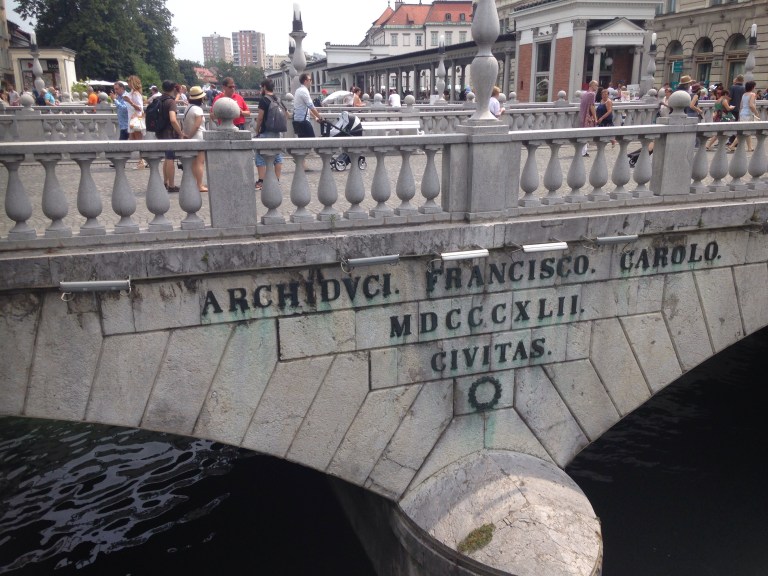 ARCHIDVCI. FRANCISCO. CAROLO.
MDCCCXLII.
CIVITAS.